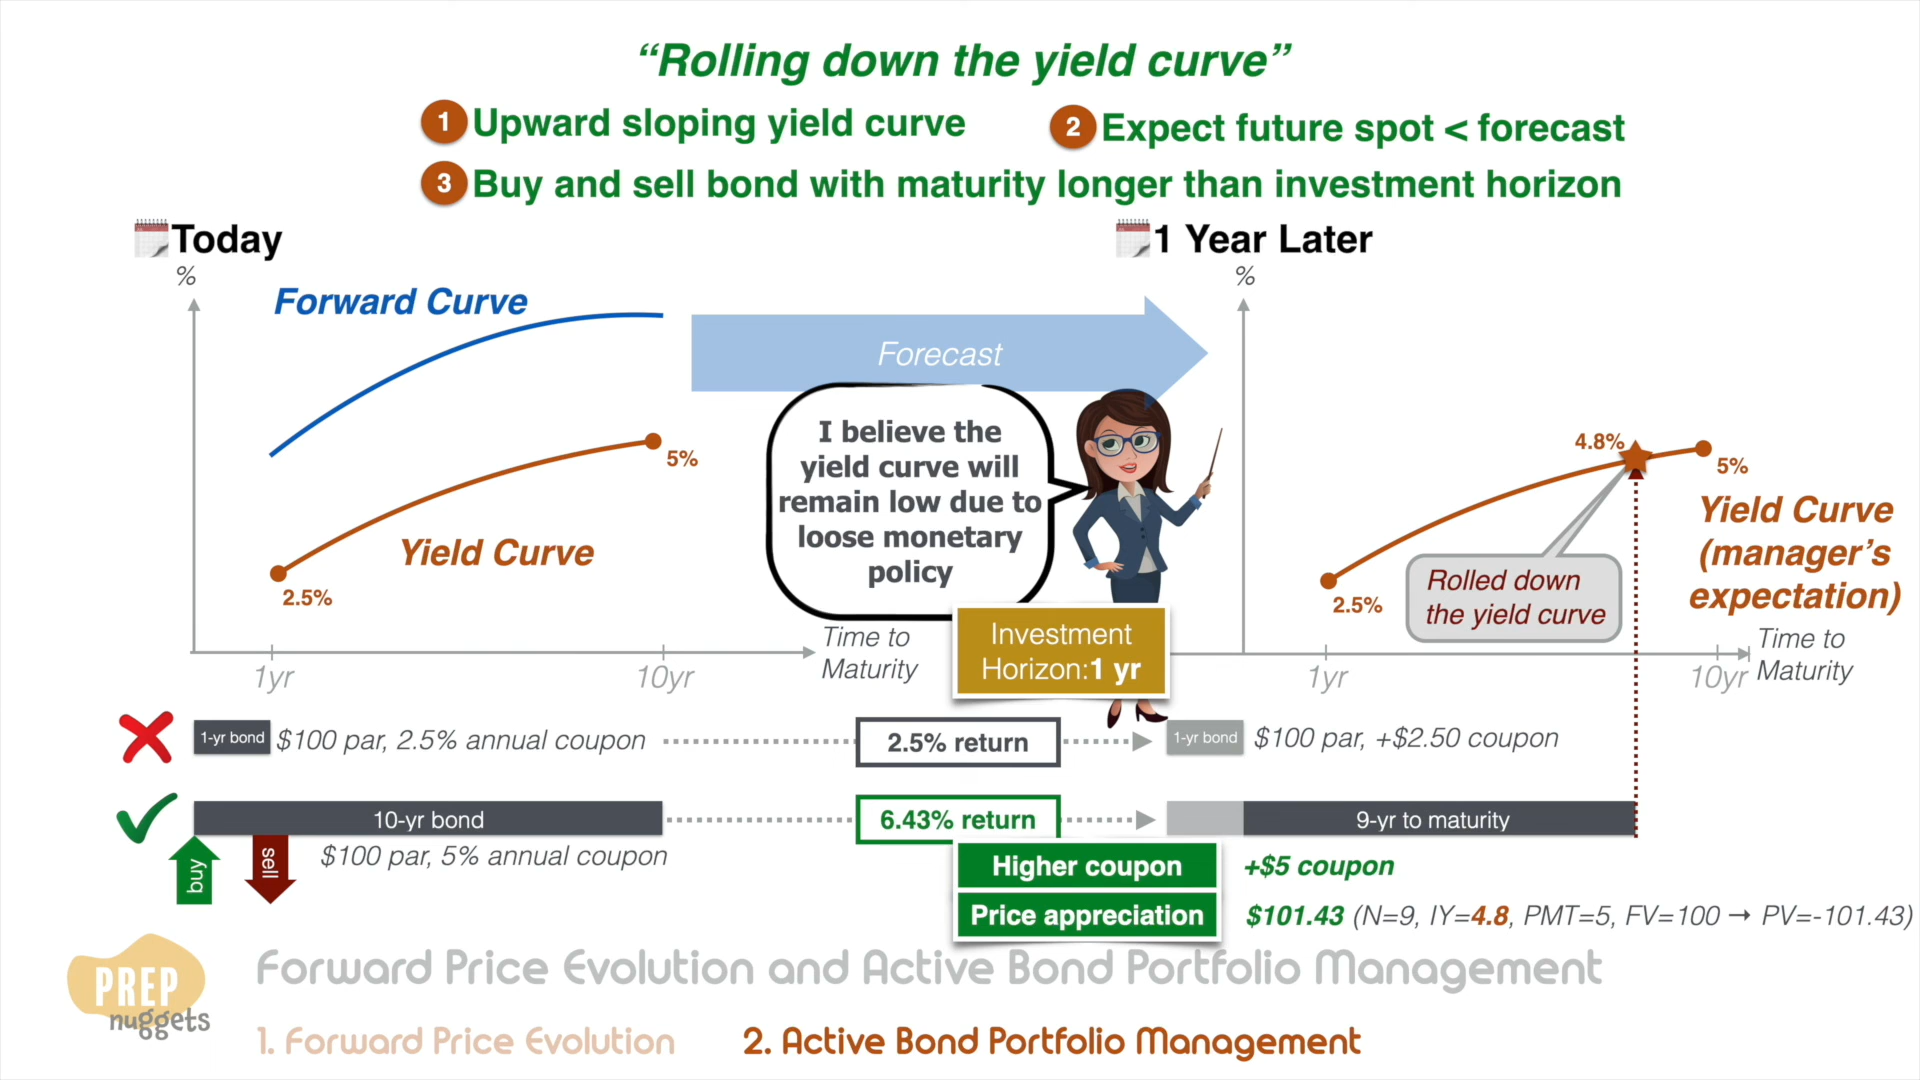 “Rolling down the yield curve”
1 Upward sloping yield curve
2 Expect future spot < forecast
3 Buy and sell bond with maturity longer than investment horizon
Today
1 Year Later
%
%
Forward Curve
Forecast
I believe the
yield curve will
remain low due to
loose monetary
policy
5%
Yield Curve
2.5%
4.8%
5%
Yield Curve
(manager’s
expectation)
Rolled down
the yield curve
2.5%
Time to
Maturity
Investment
Horizon:1 yr
Time to
Maturity
1yr
10yr
1yr
10yr
1-yr bond
$100 par, 2.5% annual coupon
2.5% return
1-yr bond
$100 par, +$2.50 coupon
10-yr bond
6.43% return
9-yr to maturity
buy
sell
$100 par, 5% annual coupon
Higher coupon
+$5 coupon
Price appreciation
$101.43 (N=9, IY=4.8, PMT=5, FV=100 → PV=-101.43)
PREP
nuggets
Forward Price Evolution and Active Bond Portfolio Management
1. Forward Price Evolution
2. Active Bond Portfolio Management